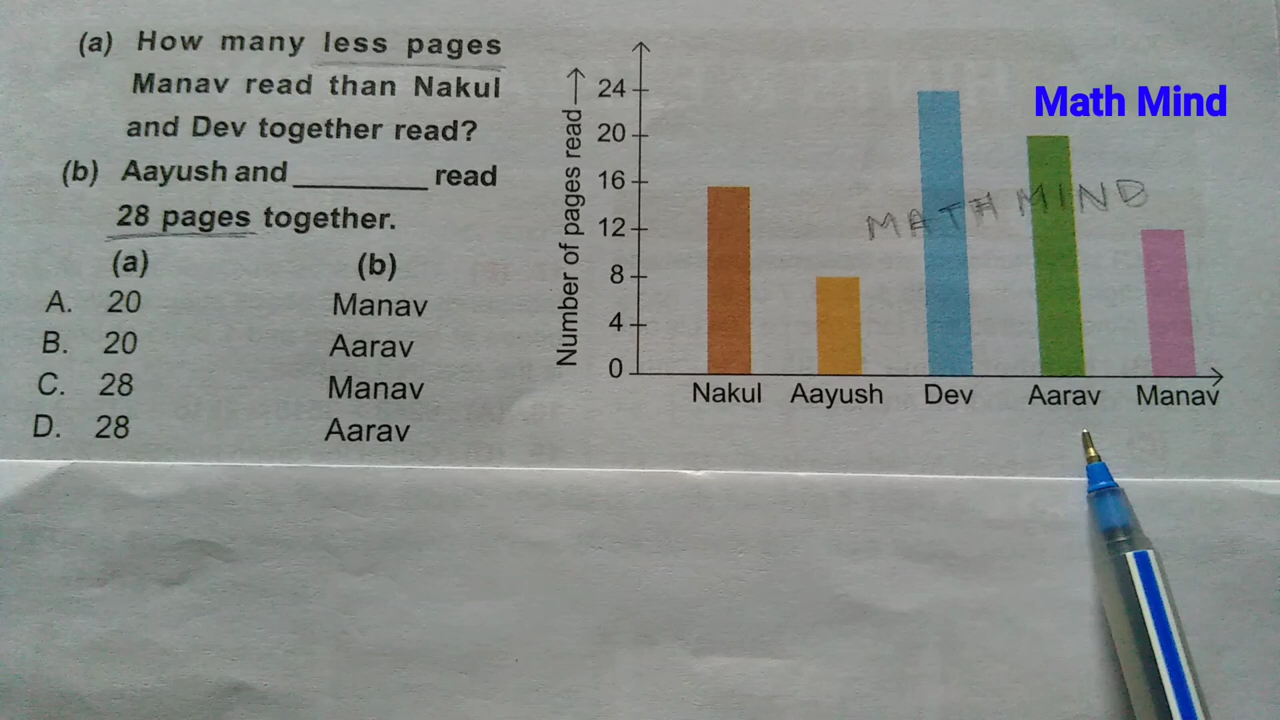 (a) How many less pages
Manav read than Nakul
and Dev together read?
(b) Aayush and ________ read
28 pages together.
(a) (b)
A. 20 Manav
B. 20 Aarav
C. 28 Manav
D. 28 Aarav
Number of pages read
24
20
16
12
8
4
0
Nakul Aayush Dev Aarav Manav
Math Mind
MATH MIND